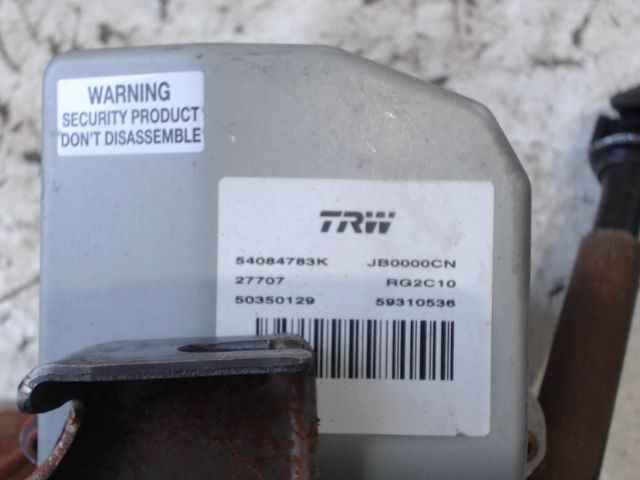 WARNING
SECURITY PRODUCT
DON'T DISASSEMBLE
TRW
54084783K JB0000CN
27707 RG2C10
50350129 59310536